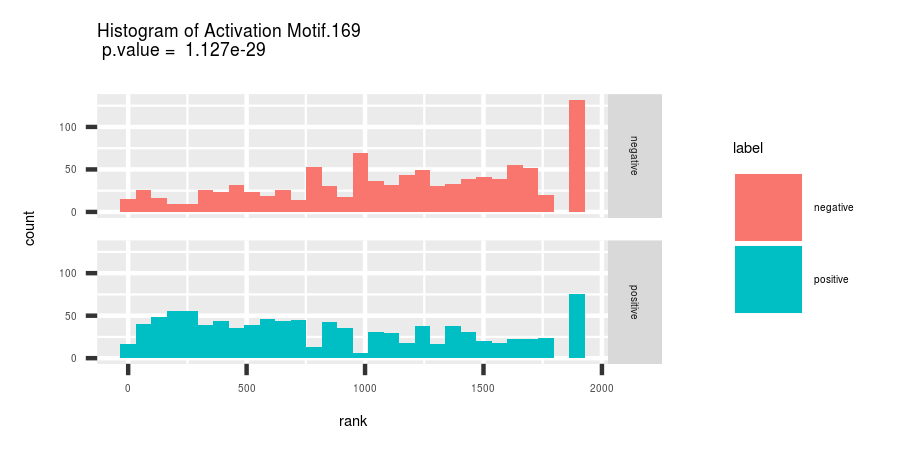 Histogram of Activation Motif.169
p.value = 1.127e-29
100
50
0
negative
100
50
0
positive
0
500
1000
1500
2000
rank
count
label
negative
positive